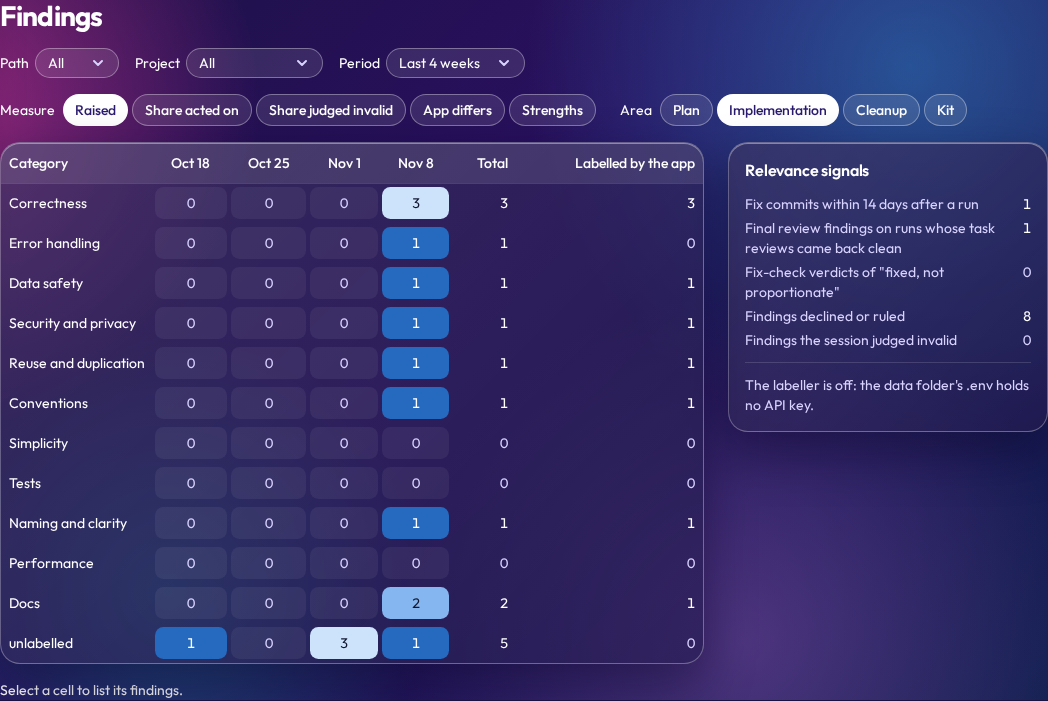 Findings
Path All Project All Period Last 4 weeks
Measure Raised Share acted on Share judged invalid App differs Strengths Area Plan Implementation Cleanup Kit
Category Oct 18 Oct 25 Nov 1 Nov 8 Total Labelled by the app
Correctness 0 0 0 3 3 3
Error handling 0 0 0 1 1 0
Data safety 0 0 0 1 1 1
Security and privacy 0 0 0 1 1 1
Reuse and duplication 0 0 0 1 1 1
Conventions 0 0 0 1 1 1
Simplicity 0 0 0 0 0 0
Tests 0 0 0 0 0 0
Naming and clarity 0 0 0 1 1 1
Performance 0 0 0 0 0 0
Docs 0 0 0 2 2 1
unlabelled 1 0 3 1 5 0
Select a cell to list its findings.
Relevance signals
Fix commits within 14 days after a run 1
Final review findings on runs whose task 1
reviews came back clean
Fix-check verdicts of "fixed, not 0
proportionate"
Findings declined or ruled 8
Findings the session judged invalid 0
The labeller is off: the data folder's .env holds
no API key.